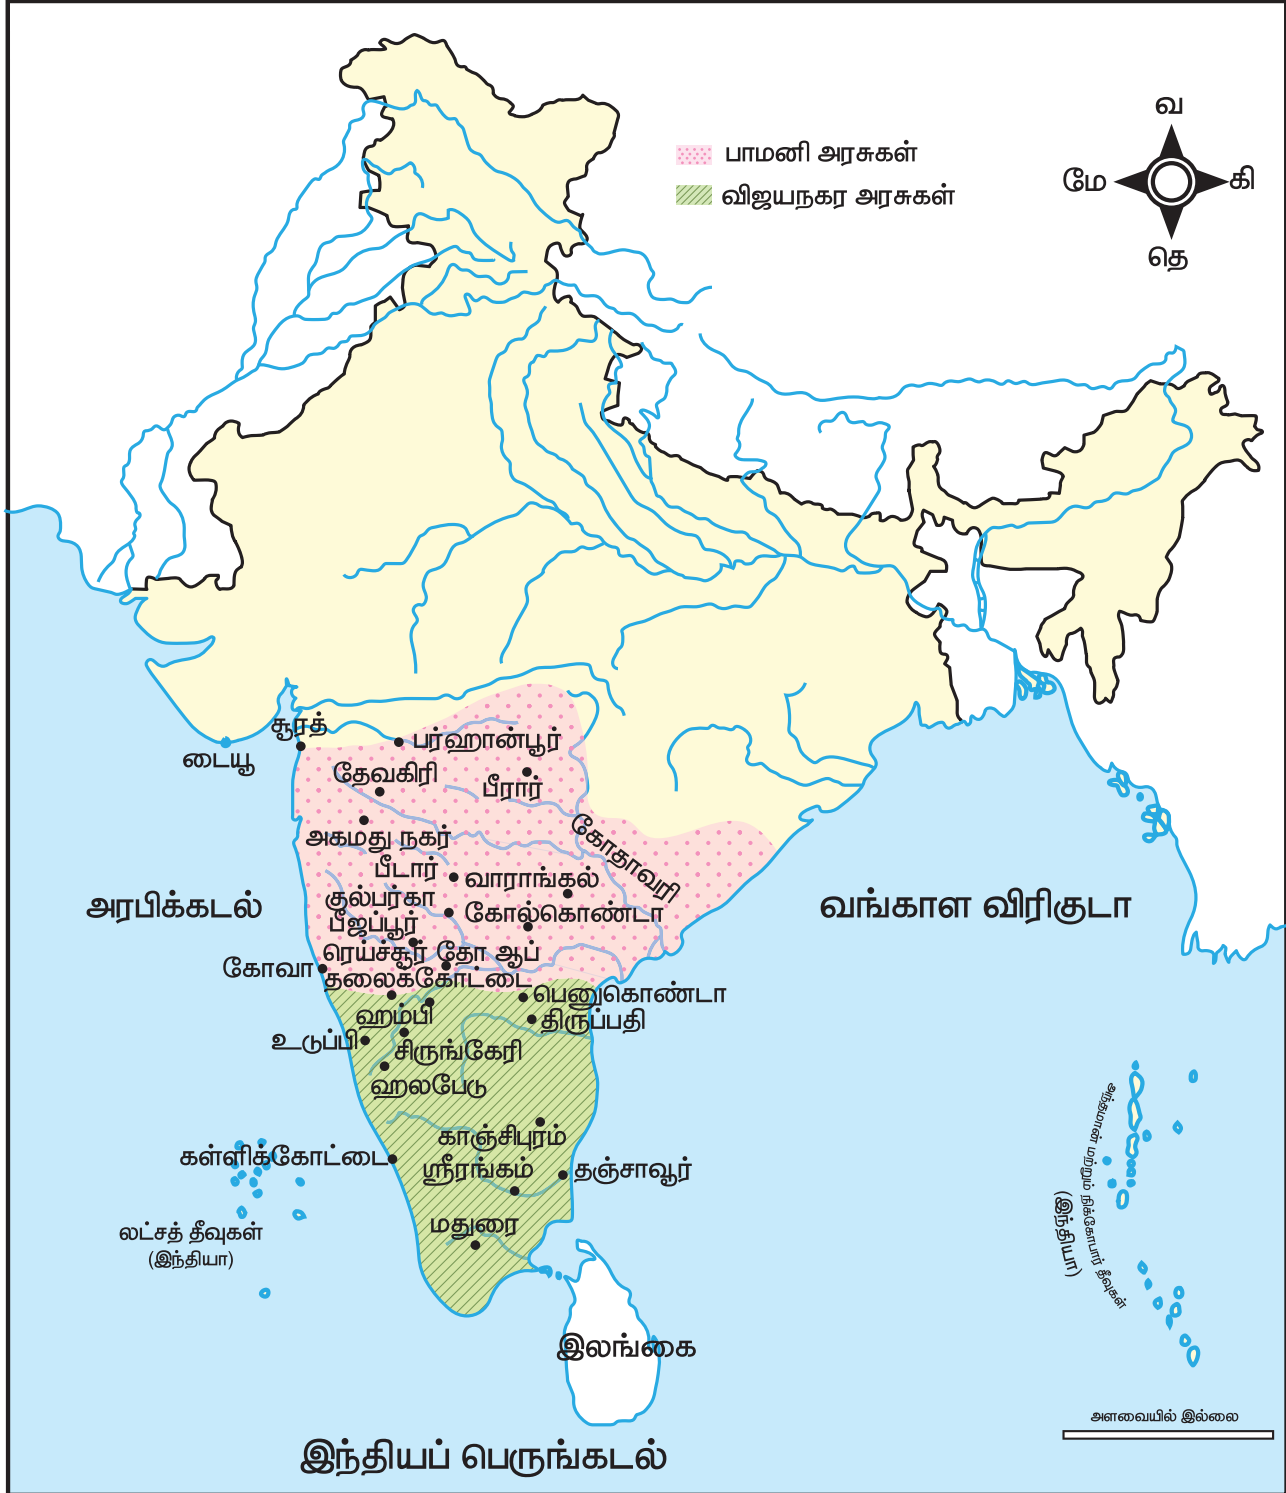 வ
மே
கி
தெ
பாமனி அரசுகள்
விஜயநகர அரசுகள்
சூரத்
டையூ
பர்ஹான்பூர்
தேவகிரி
பீரார்
அகமது நகர்
கோதாவரி
பீடார்
வாராங்கல்
குல்பர்கா
கோல்கொண்டா
பீஜப்பூர்
அரபிக்கடல்
வங்காள விரிகுடா
ரெய்ச்சூர் தோ ஆப்
கோவா
தலைக்கோட்டை
பெனுகொண்டா
ஹம்பி
திருப்பதி
உடுப்பி
சிருங்கேரி
ஹலபேடு
காஞ்சிபுரம்
கள்ளிக்கோட்டை
ஸ்ரீரங்கம்
தஞ்சாவூர்
மதுரை
லட்சத் தீவுகள்
(இந்தியா)
அந்தமான் மற்றும் நிக்கோபார் தீவுகள்
(இந்தியா)
இலங்கை
அளவையில் இல்லை
இந்தியப் பெருங்கடல்